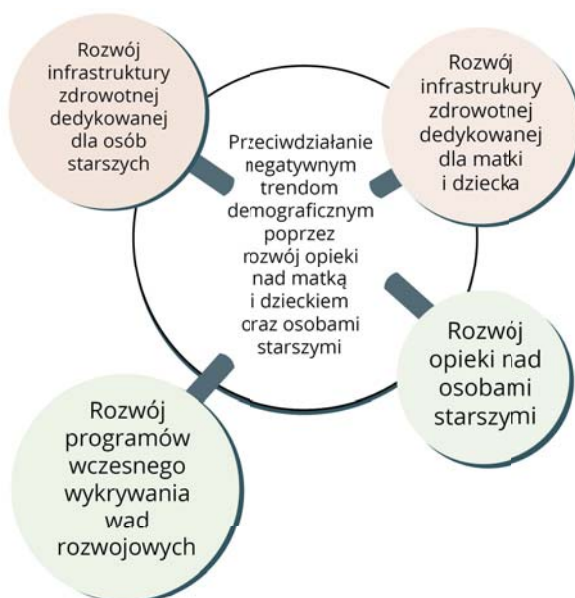 Rozwój
infrastruktury
zdrowotnej
dedykowanej
dla osób
starszych
Rozwój
infrastrukury
zdrowotnej
dedykowanej
dla matki
i dziecka
Przeciwdziałanie
negatywnym
trendom
demograficznym
poprzez
rozwój opieki
nad matką
i dzieckiem
oraz osobami
starszymi
Rozwój
opieki nad
osobami
starszymi
Rozwój
programów
wczesnego
wykrywania
wad
rozwojowych